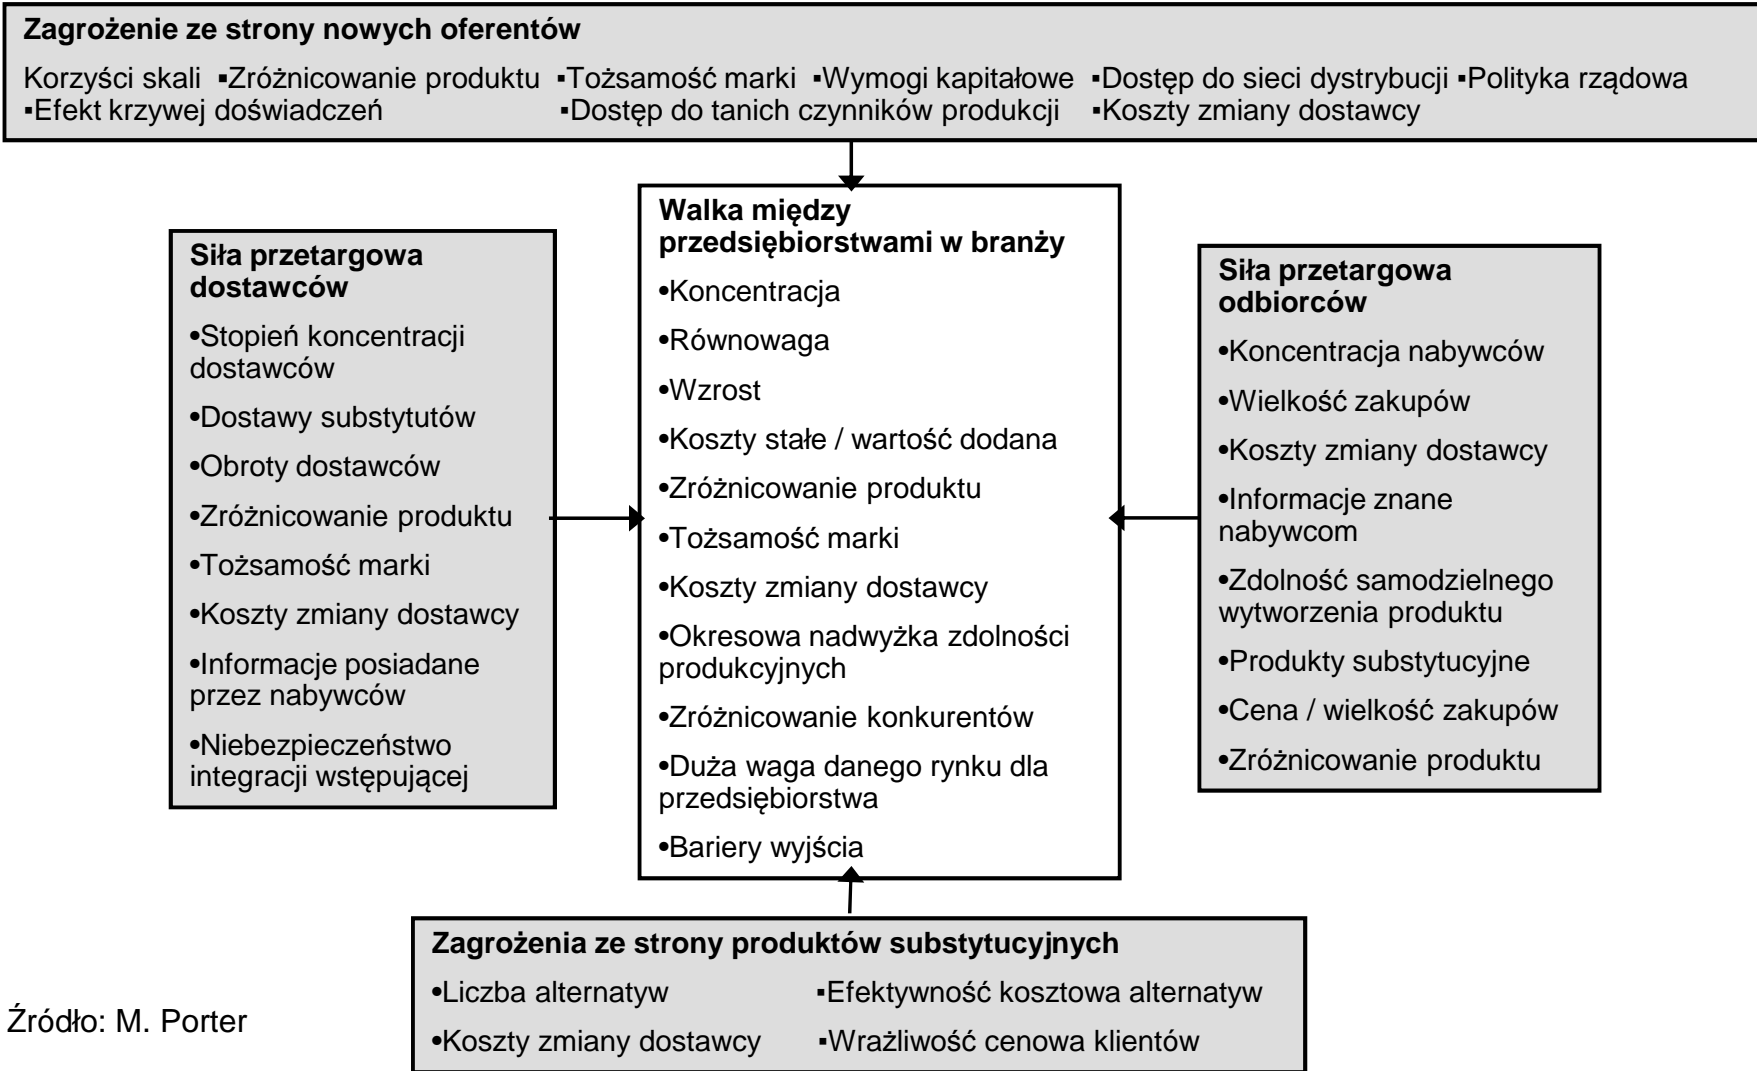 Zagrożenie ze strony nowych oferentów
Korzyści skali ▪Zróżnicowanie produktu ▪Tożsamość marki ▪Wymogi kapitałowe ▪Dostęp do sieci dystrybucji ▪Polityka rządowa
▪Efekt krzywej doświadczeń ▪Dostęp do tanich czynników produkcji ▪Koszty zmiany dostawcy
Siła przetargowa
dostawców
•Stopień koncentracji
dostawców
•Dostawy substytutów
•Obroty dostawców
•Zróżnicowanie produktu
•Tożsamość marki
•Koszty zmiany dostawcy
•Informacje posiadane
przez nabywców
•Niebezpieczeństwo
integracji wstępującej
Walka między
przedsiębiorstwami w branży
•Koncentracja
•Równowaga
•Wzrost
•Koszty stałe / wartość dodana
•Zróżnicowanie produktu
•Tożsamość marki
•Koszty zmiany dostawcy
•Okresowa nadwyżka zdolności
produkcyjnych
•Zróżnicowanie konkurentów
•Duża waga danego rynku dla
przedsiębiorstwa
•Bariery wyjścia
Siła przetargowa
odbiorców
•Koncentracja nabywców
•Wielkość zakupów
•Koszty zmiany dostawcy
•Informacje znane
nabywcom
•Zdolność samodzielnego
wytworzenia produktu
•Produkty substytucyjne
•Cena / wielkość zakupów
•Zróżnicowanie produktu
Zagrożenia ze strony produktów substytucyjnych
•Liczba alternatyw ▪Efektywność kosztowa alternatyw
•Koszty zmiany dostawcy ▪Wrażliwość cenowa klientów
Źródło: M. Porter